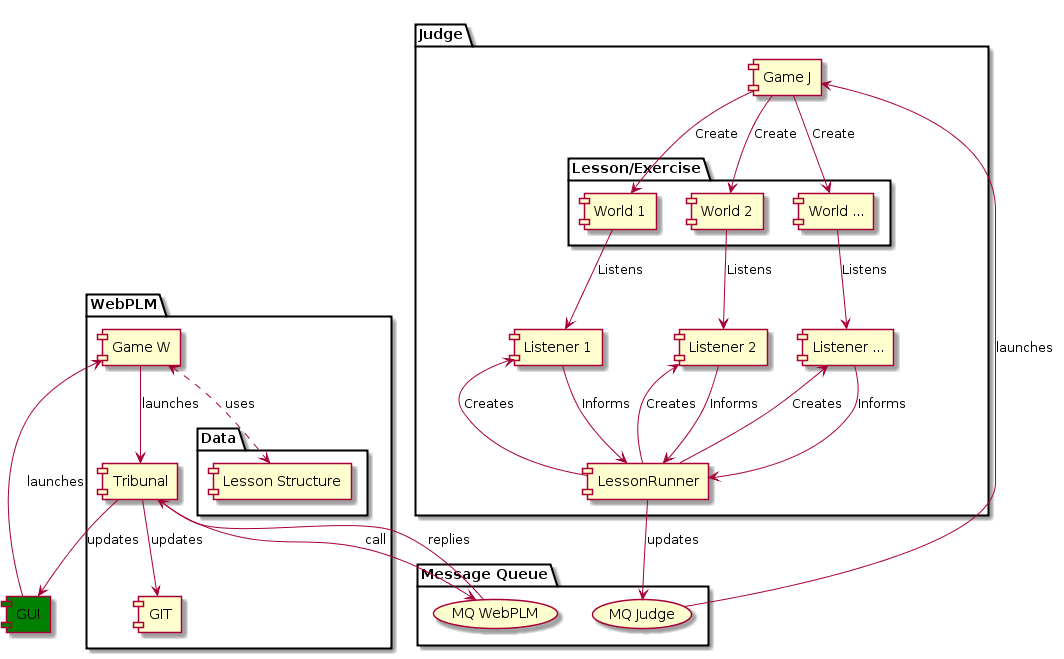 Judge
Game J
Create
Create
Create
Lesson/Exercise
World 1
World 2
World ...
Listens
Listens
Listens
WebPLM
Game W
Listener 1
Listener 2
Listener ...
launches
launches
uses
Creates
Informs
Creates
Informs
Creates
Informs
Data
launches
Tribunal
Lesson Structure
LessonRunner
updates
updates
call
replies
updates
Message Queue
GUI
GIT
MQ WebPLM
MQ Judge